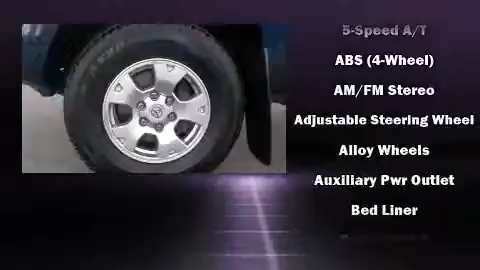 5-Speed A/T
ABS (4-Wheel)
AM/FM Stereo
Adjustable Steering Wheel
Alloy Wheels
Auxiliary Pwr Outlet
Bed Liner